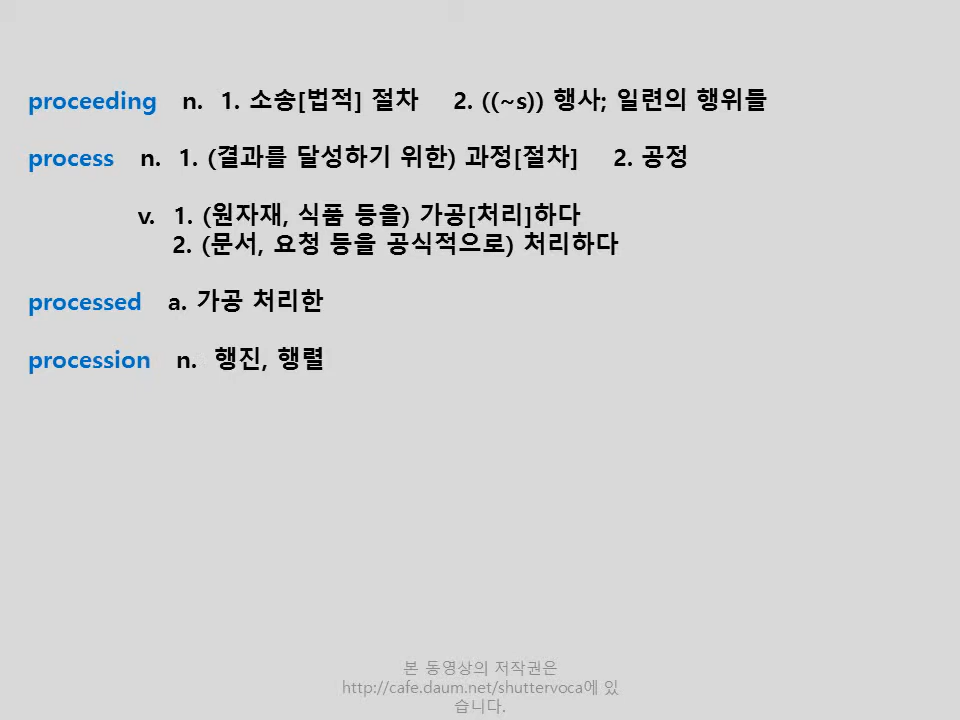 proceeding n. 1. 소송[법적] 절차 2. ((~s)) 행사; 일련의 행위들
process n. 1. (결과를 달성하기 위한) 과정[절차] 2. 공정
v. 1. (원자재, 식품 등을) 가공[처리]하다
2. (문서, 요청 등을 공식적으로) 처리하다
processed a. 가공 처리한
procession n. 행진, 행렬
본 동영상의 저작권은
http://cafe.daum.net/shuttervoca에 있
습니다.